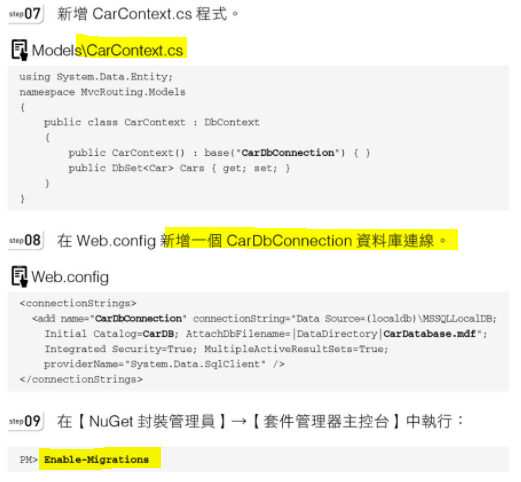 step07 新增 CarContext.cs 程式。
Models\CarContext.cs
using System.Data.Entity;
namespace MvcRouting.Models
{
    public class CarContext : DbContext
    {
        public CarContext() : base("CarDbConnection") { }
        public DbSet<Car> Cars { get; set; }
    }
}
step08 在 Web.config 新增一個 CarDbConnection 資料庫連線。
Web.config
<connectionStrings>
  <add name="CarDbConnection" connectionString="Data Source=(localdb)\MSSQLLocalDB;
    Initial Catalog=CarDB; AttachDbFilename=|DataDirectory|CarDatabase.mdf";
    Integrated Security=True; MultipleActiveResultSets=True;
    providerName="System.Data.SqlClient" />
</connectionStrings>
step09 在【 NuGet 封裝管理員】→【 套件管理器主控台】中執行：
PM> Enable-Migrations